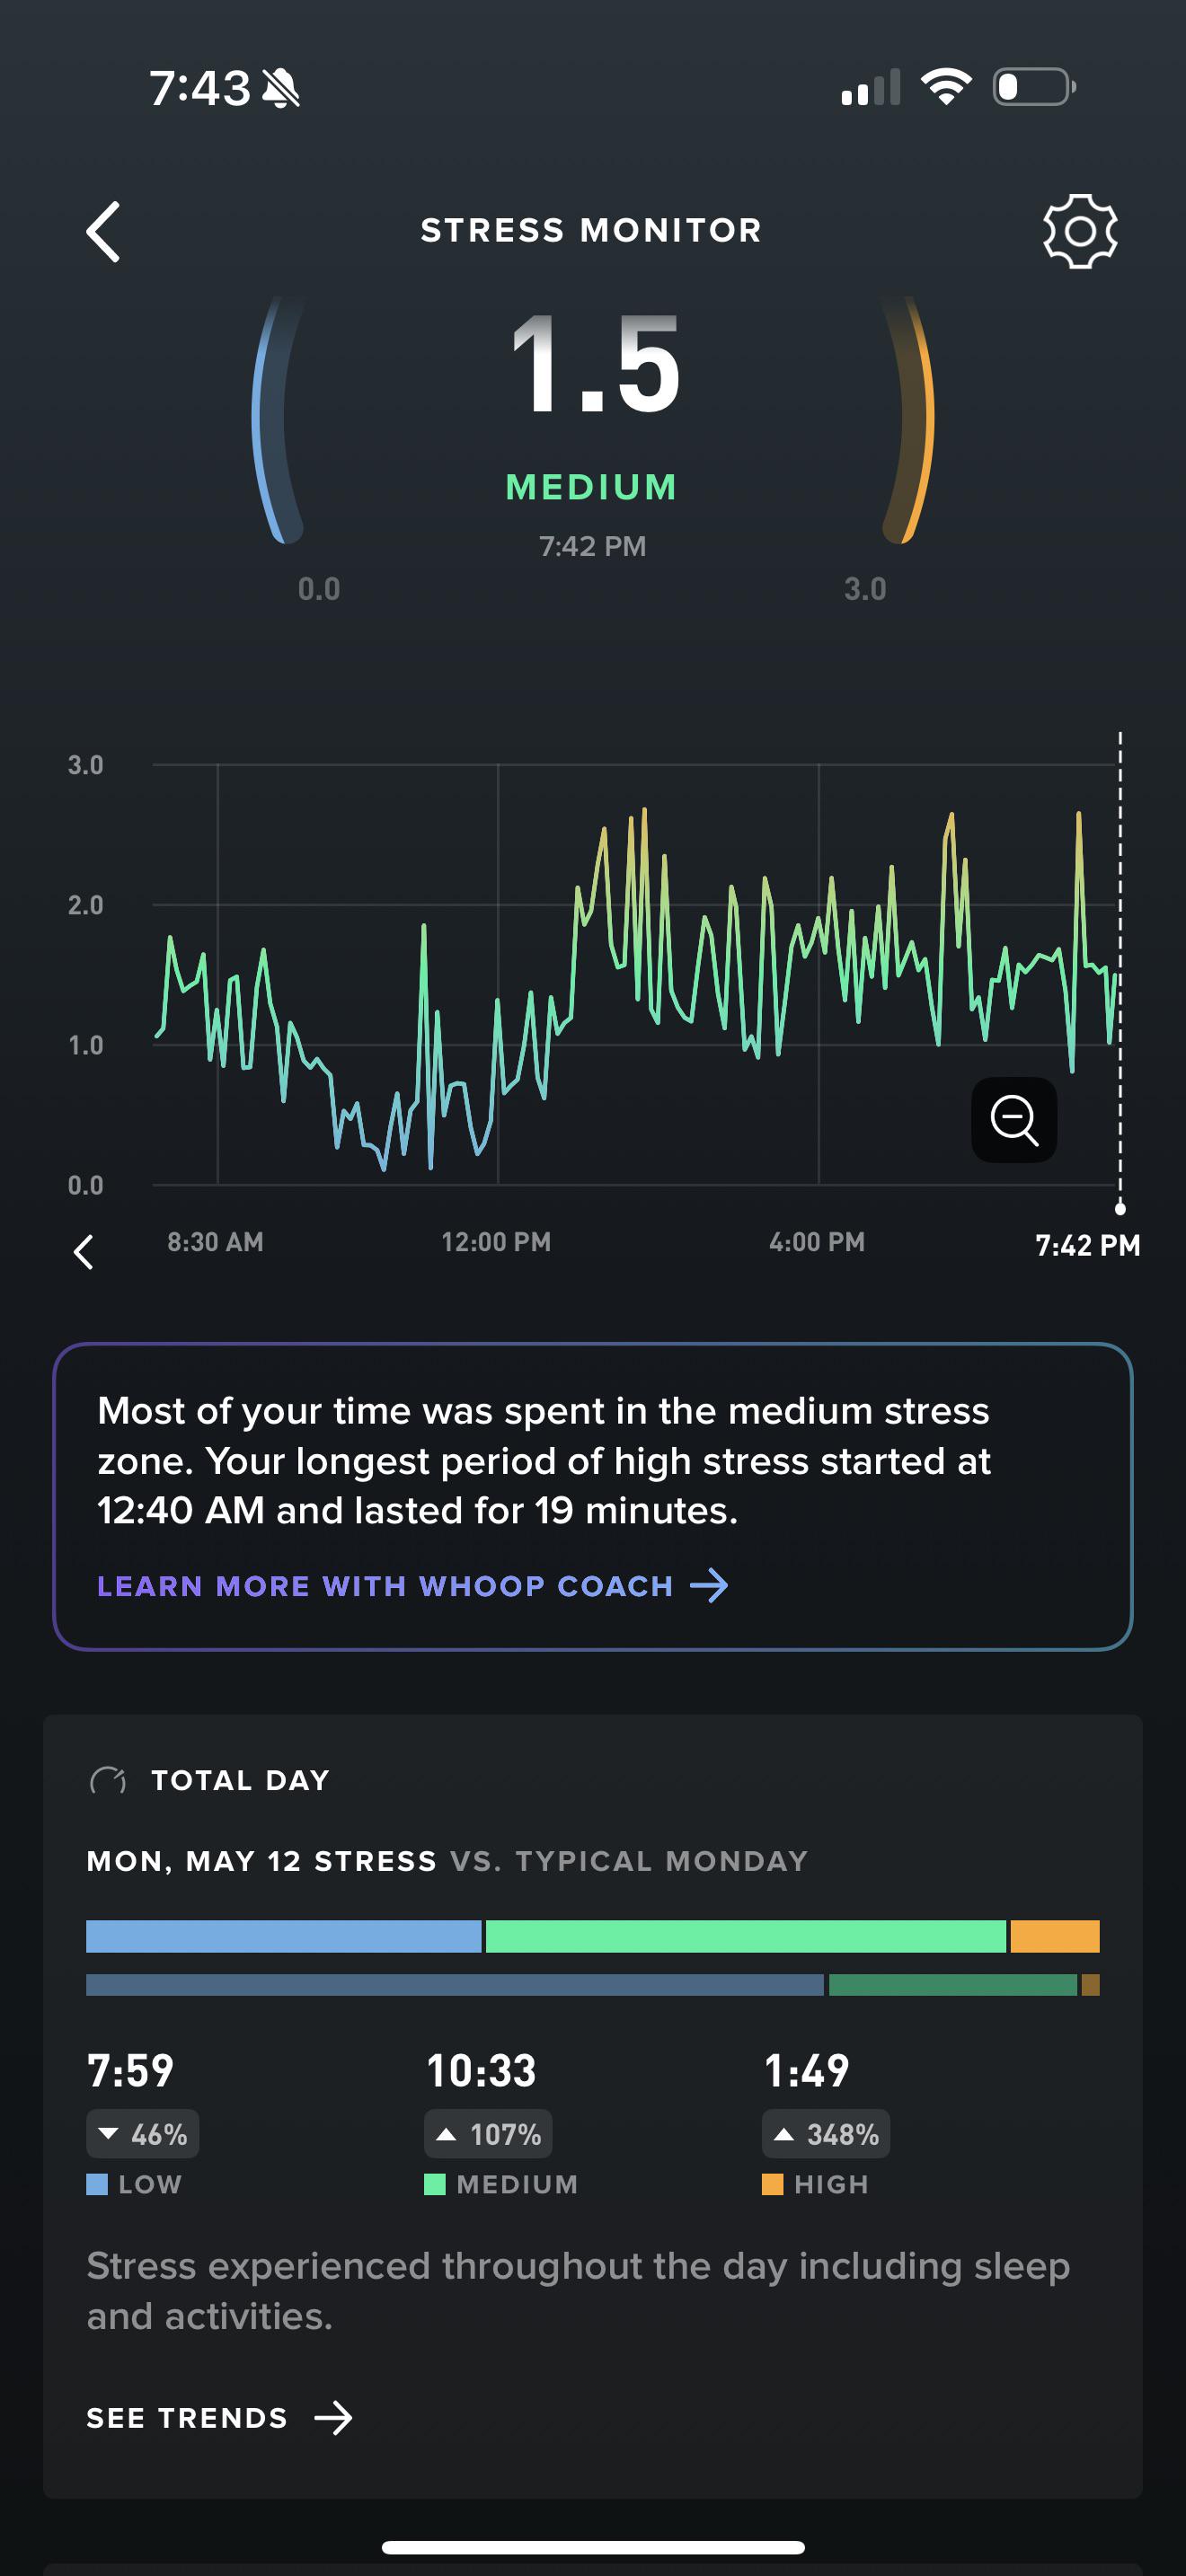 7:43
STRESS MONITOR
1.5
MEDIUM
7:42 PM
0.0 3.0
3.0
2.0
1.0
0.0
8:30 AM 12:00 PM 4:00 PM 7:42 PM
Most of your time was spent in the medium stress
zone. Your longest period of high stress started at
12:40 AM and lasted for 19 minutes.
LEARN MORE WITH WHOOP COACH
TOTAL DAY
MON, MAY 12 STRESS VS. TYPICAL MONDAY
7:59 10:33 1:49
46% 107% 348%
LOW MEDIUM HIGH
Stress experienced throughout the day including sleep
and activities.
SEE TRENDS